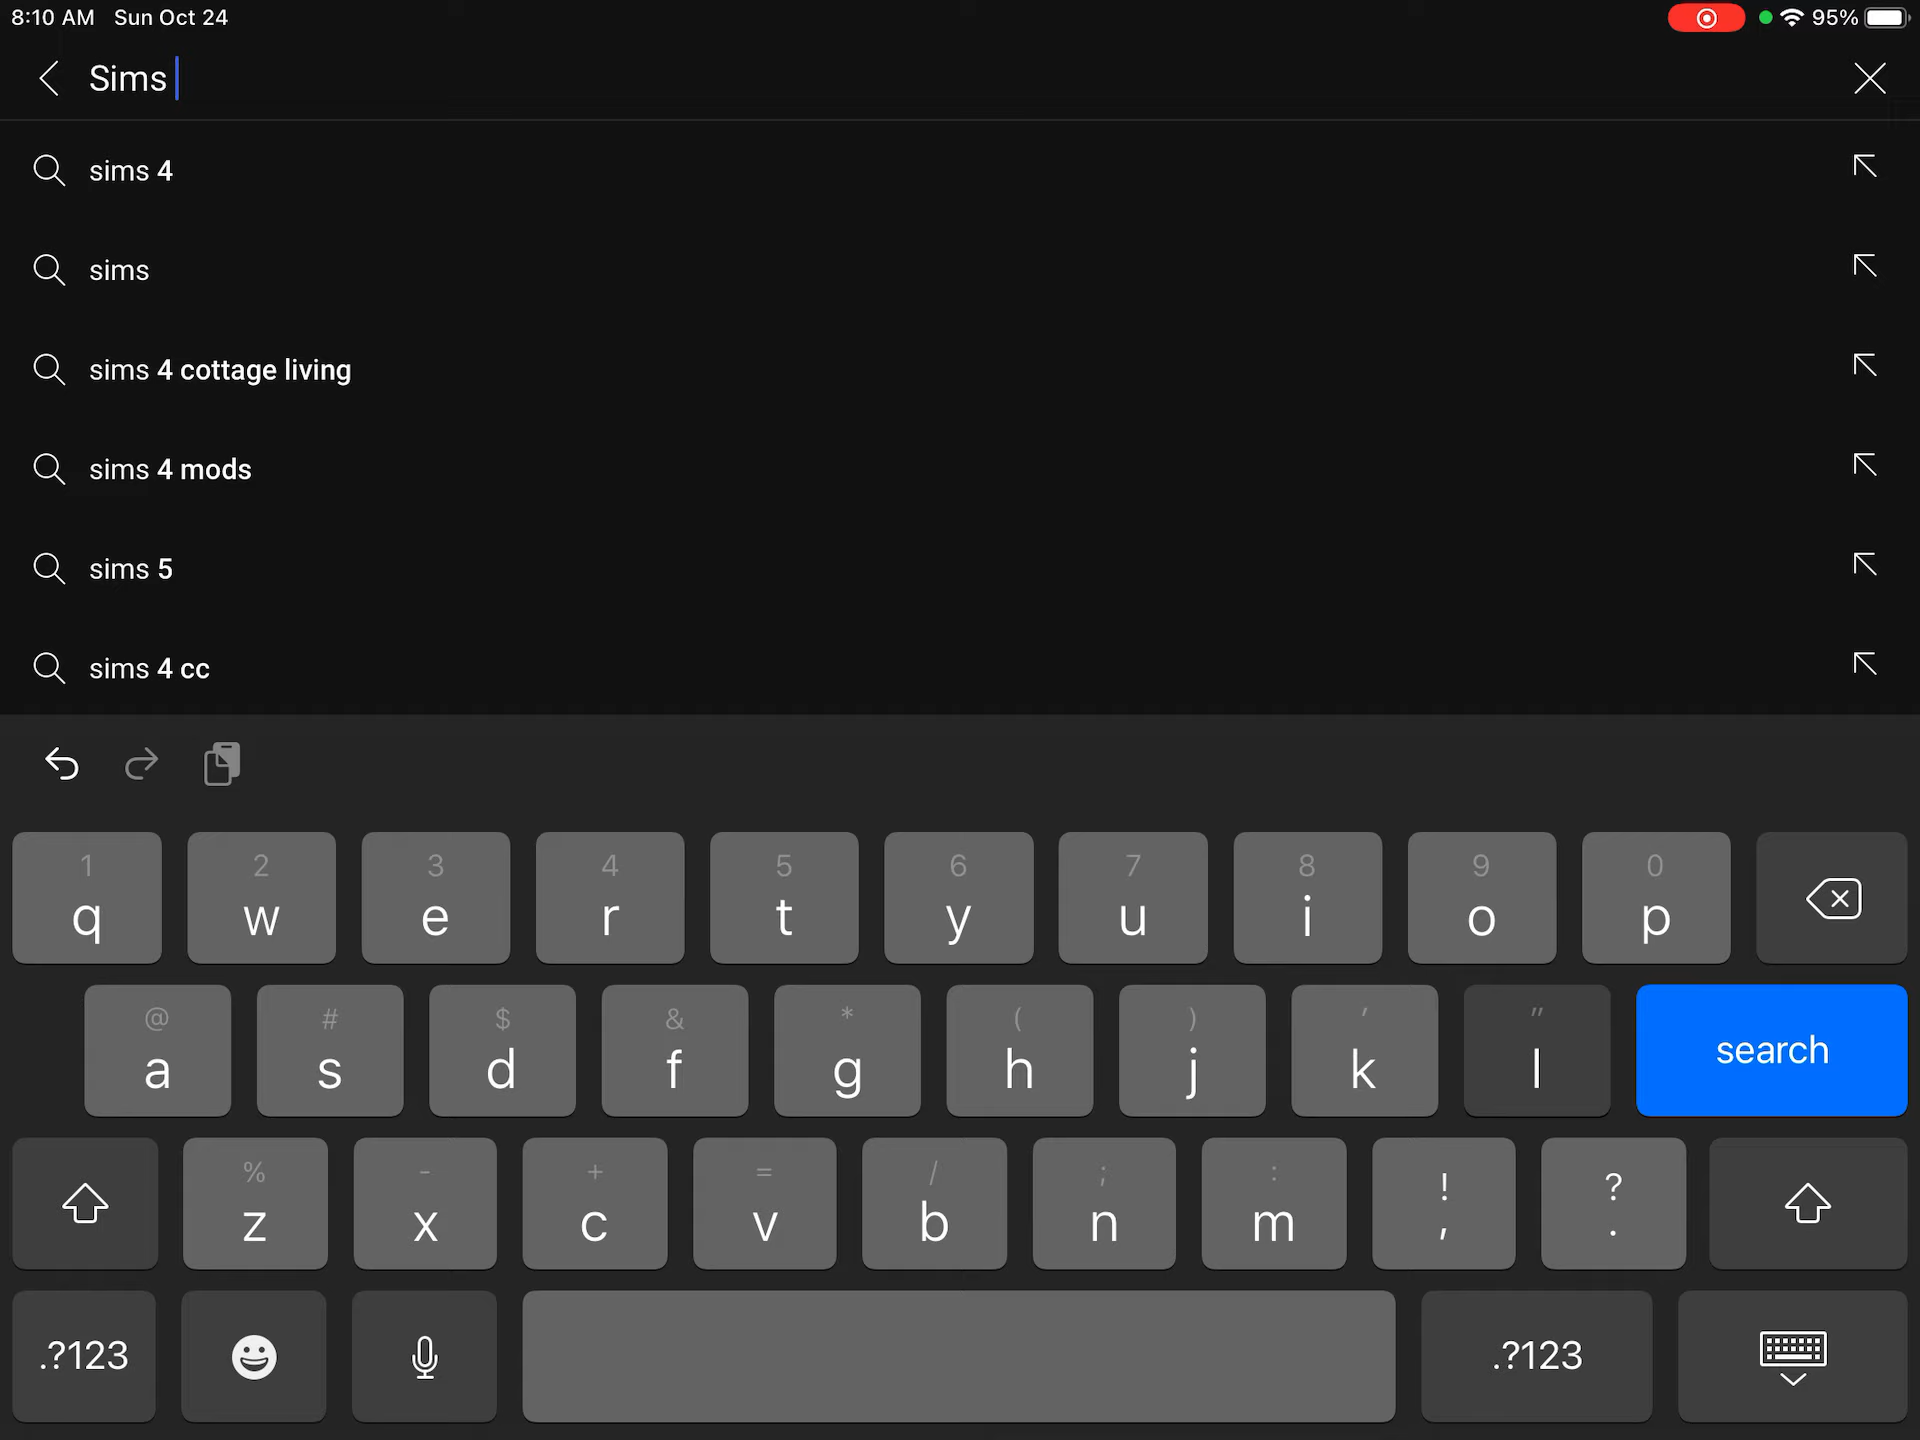 8:10 AM Sun Oct 24 95%
Sims
sims 4
sims
sims 4 cottage living
sims 4 mods
sims 5
sims 4 cc
1 2 3 4 5 6 7 8 9 0
q w e r t y u i o p
@ # $ & * ( ) ' "
a s d f g h j k l search
% - + = / ; : ! ?
z x c v b n m , .
.?123 .?123